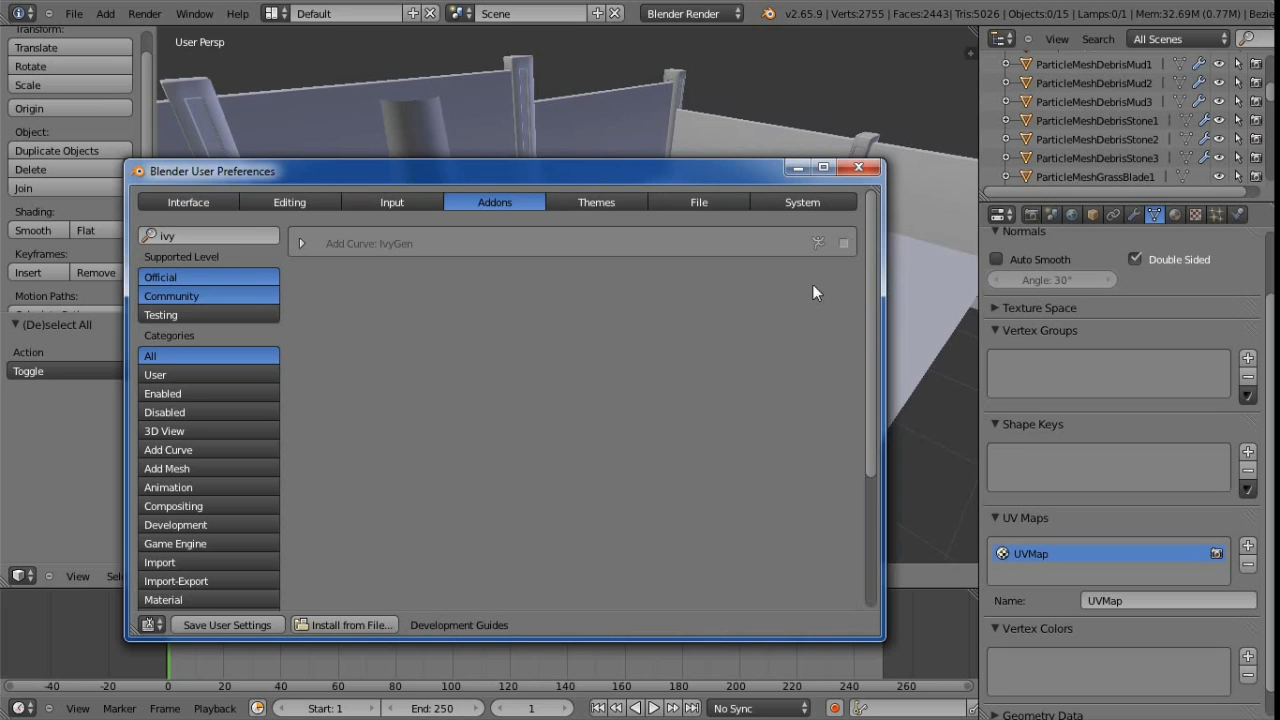 File Add Render Window Help Default Scene Blender Render v2.65.9 | Verts:2755 | Faces:2443| Tris:5026 | Objects:0/15 | Lamps:0/1 | Mem:32.69M (0.77M) | Bezie
Transform:
Translate
Rotate
Scale
Origin
Object:
Duplicate Objects
Delete
Join
Shading:
Smooth Flat
Keyframes:
Insert Remove
Motion Paths:
(De)select All
Action
Toggle
User Persp
Blender User Preferences
Interface Editing Input Addons Themes File System
ivy
Add Curve: IvyGen
Supported Level
Official
Community
Testing
Categories
All
User
Enabled
Disabled
3D View
Add Curve
Add Mesh
Animation
Compositing
Development
Game Engine
Import
Import-Export
Material
Save User Settings Install from File... Development Guides
View Search All Scenes
ParticleMeshDebrisMud1
ParticleMeshDebrisMud2
ParticleMeshDebrisMud3
ParticleMeshDebrisStone1
ParticleMeshDebrisStone2
ParticleMeshDebrisStone3
ParticleMeshGrassBlade1
Normals
Auto Smooth Double Sided
Angle: 30°
Texture Space
Vertex Groups
Shape Keys
UV Maps
UVMap
Name: UVMap
Vertex Colors
Geometry Data
View Sel
-40 -20 0 20 40 60 80 100 120 140 160 180 200 220 240 260
View Marker Frame Playback Start: 1 End: 250 1 No Sync